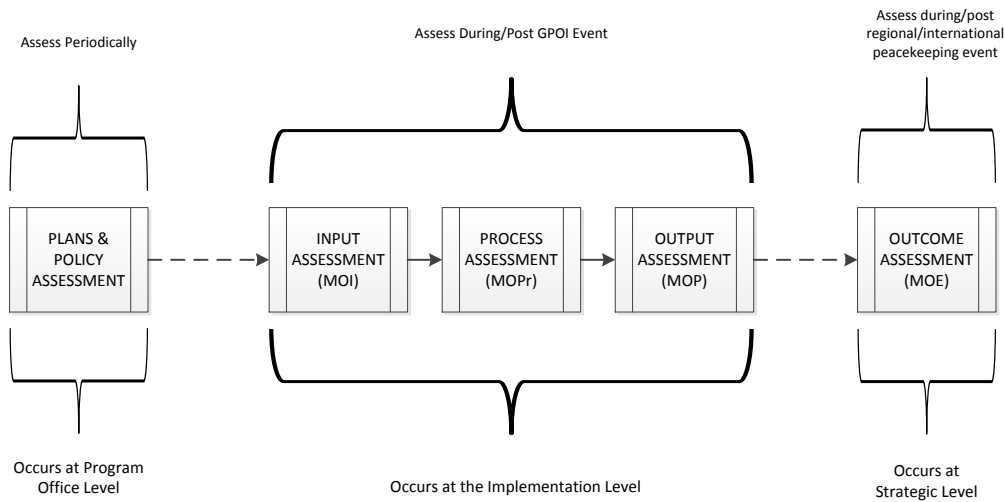 Assess Periodically
Assess During/Post GPOI Event
Assess during/post
regional/international
peacekeeping event
PLANS &
POLICY
ASSESSMENT
INPUT
ASSESSMENT
(MOI)
PROCESS
ASSESSMENT
(MOPr)
OUTPUT
ASSESSMENT
(MOP)
OUTCOME
ASSESSMENT
(MOE)
Occurs at Program
Office Level
Occurs at the Implementation Level
Occurs at
Strategic Level